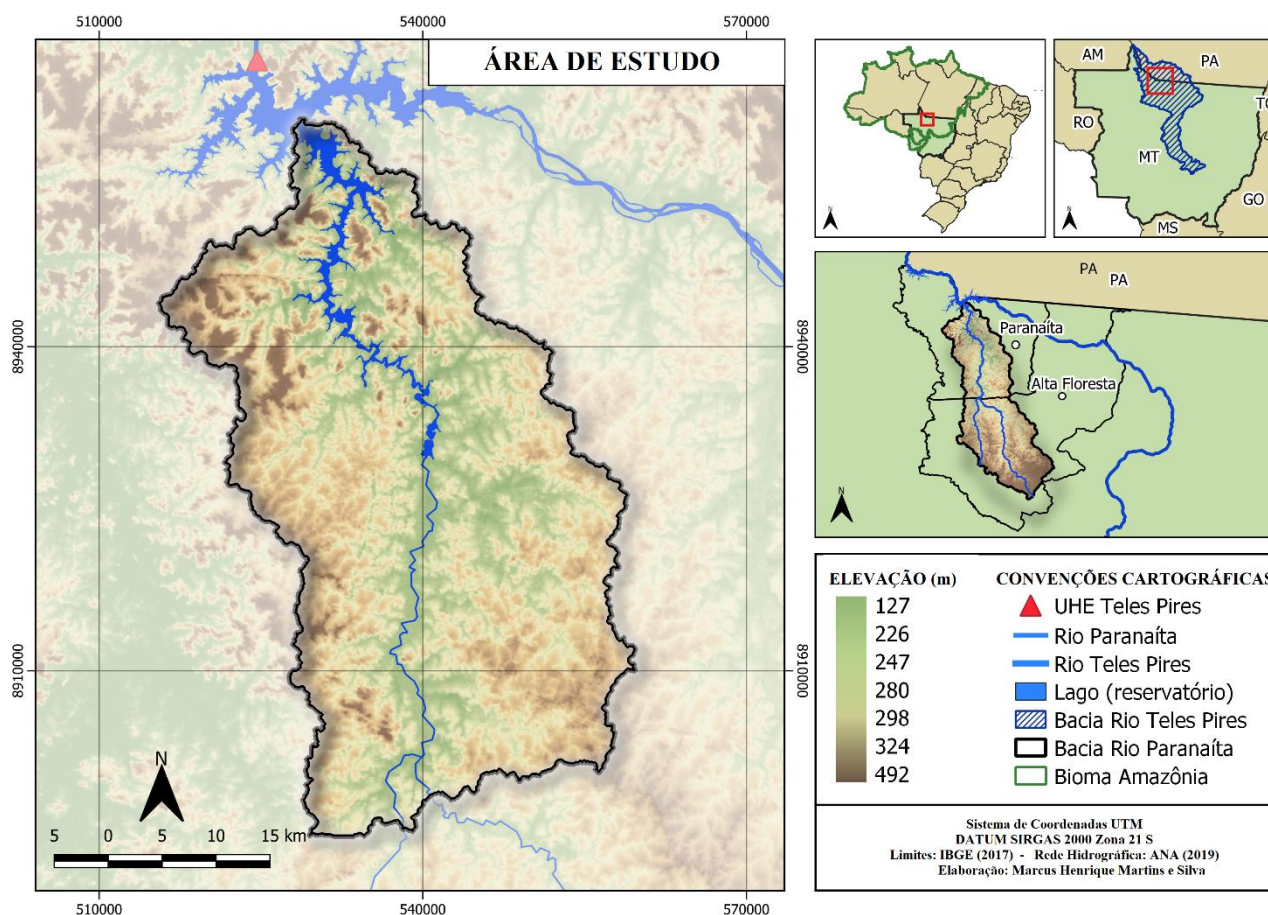 510000
540000
570000
ÁREA DE ESTUDO
8940000
8940000
8910000
8910000
N
5 0 5 10 15 km
510000
540000
570000
N
AM
PA
RO
MT
TO
GO
MS
N
PA
PA
Paranaíta
Alta Floresta
N
ELEVAÇÃO (m)
127
226
247
280
298
324
492
CONVENÇÕES CARTOGRÁFICAS
UHE Teles Pires
Rio Paranaíta
Rio Teles Pires
Lago (reservatório)
Bacia Rio Teles Pires
Bacia Rio Paranaíta
Bioma Amazônia
Sistema de Coordenadas UTM
DATUM SIRGAS 2000 Zona 21 S
Limites: IBGE (2017) - Rede Hidrográfica: ANA (2019)
Elaboração: Marcus Henrique Martins e Silva